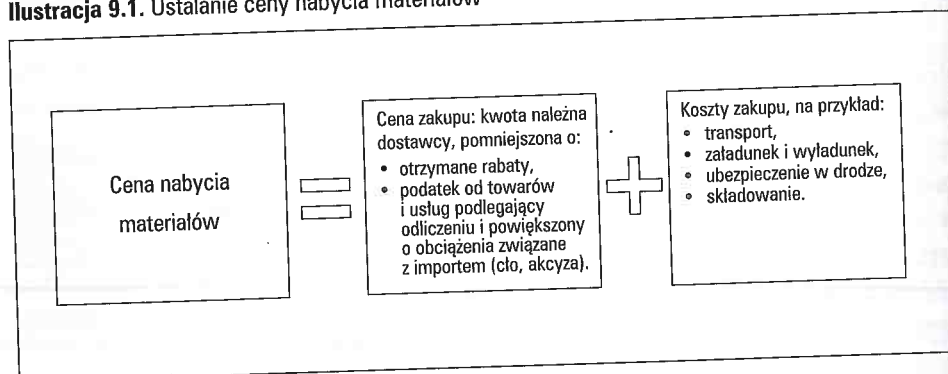 Ilustracja 9.1. Ustalanie ceny nabycia materiałów
Cena nabycia
materiałów
Cena zakupu: kwota należna
dostawcy, pomniejszona o:
• otrzymane rabaty,
• podatek od towarów
i usług podlegający
odliczeniu i powiększony
o obciążenia związane
z importem (cło, akcyza).
Koszty zakupu, na przykład:
• transport,
• załadunek i wyładunek,
• ubezpieczenie w drodze,
• składowanie.